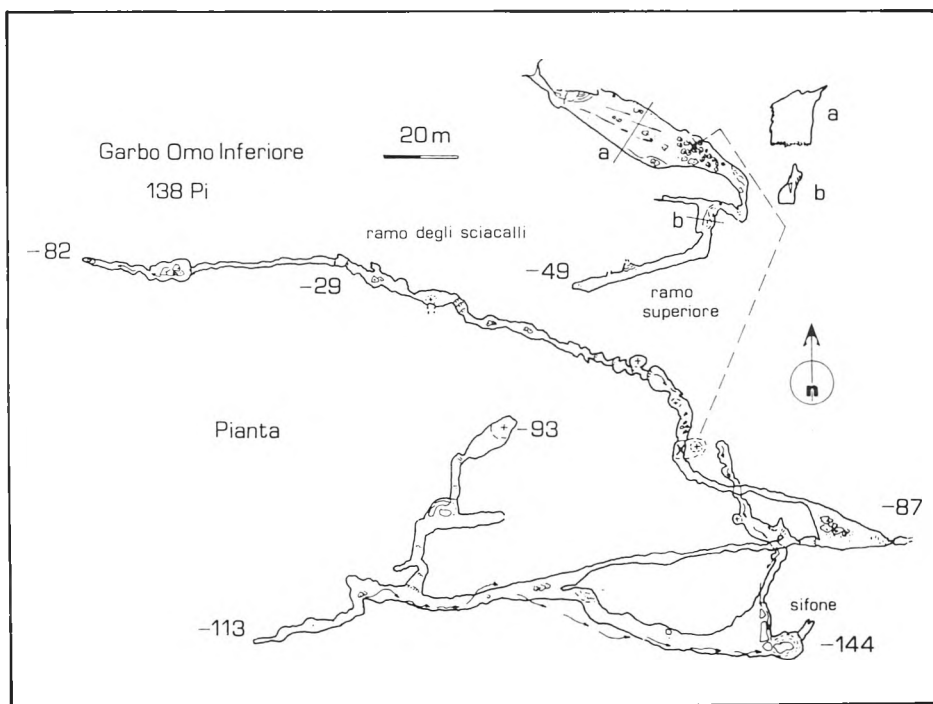 Garbo Omo Inferiore
138 Pi
20 m
a
b
a
b
ramo degli sciacalli
-82
-29
-49
ramo
superiore
n
Pianta
-93
-87
-113
sifone
-144